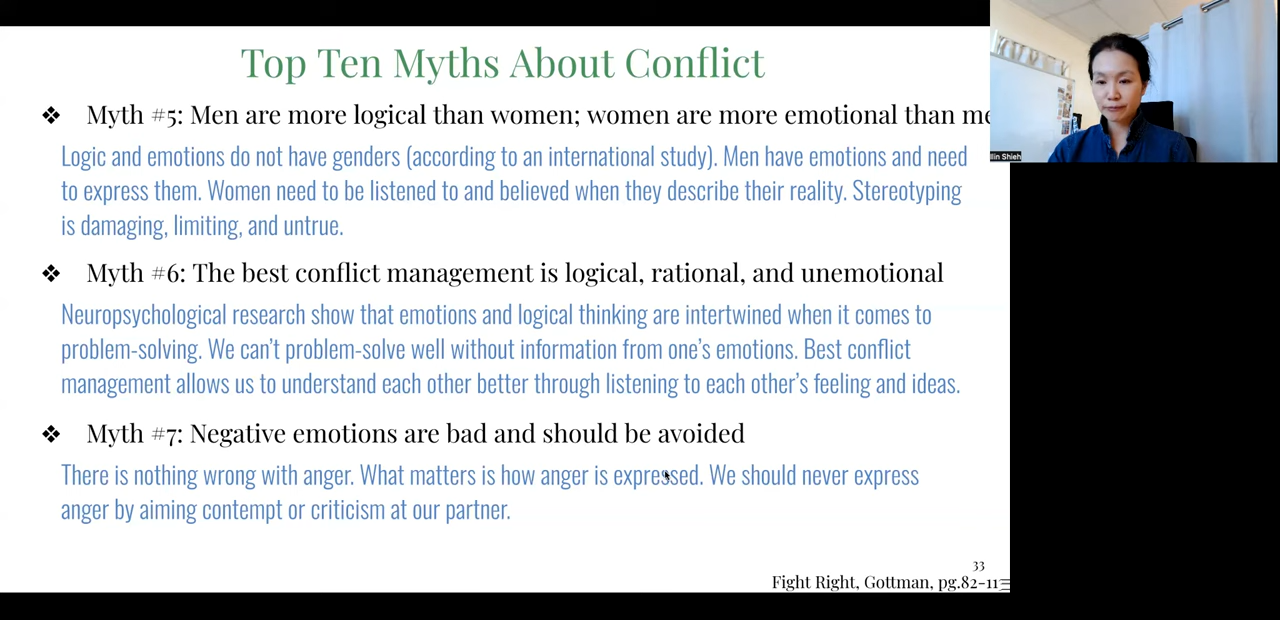 Top Ten Myths About Conflict
❖ Myth #5: Men are more logical than women; women are more emotional than me
Logic and emotions do not have genders (according to an international study). Men have emotions and need
to express them. Women need to be listened to and believed when they describe their reality. Stereotyping
is damaging, limiting, and untrue.
❖ Myth #6: The best conflict management is logical, rational, and unemotional
Neuropsychological research show that emotions and logical thinking are intertwined when it comes to
problem-solving. We can’t problem-solve well without information from one’s emotions. Best conflict
management allows us to understand each other better through listening to each other’s feeling and ideas.
❖ Myth #7: Negative emotions are bad and should be avoided
There is nothing wrong with anger. What matters is how anger is expressed. We should never express
anger by aiming contempt or criticism at our partner.
33
Fight Right, Gottman, pg.82-11
llin Shieh